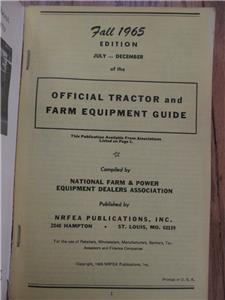 Fall 1965
EDITION
JULY — DECEMBER
of the
OFFICIAL TRACTOR and
FARM EQUIPMENT GUIDE
This Publication Available From Associations
Listed on Page 2.
Compiled by
NATIONAL FARM & POWER
EQUIPMENT DEALERS ASSOCIATION
Published by
NRFEA PUBLICATIONS, INC.
2340 HAMPTON • ST. LOUIS, MO. 63139
For the use of Retailers, Wholesalers, Manufacturers, Bankers, Tax
Assessors and Finance Companies
Copyright, 1965 NRFEA Publications, Inc.
Printed in U. S. A.
1